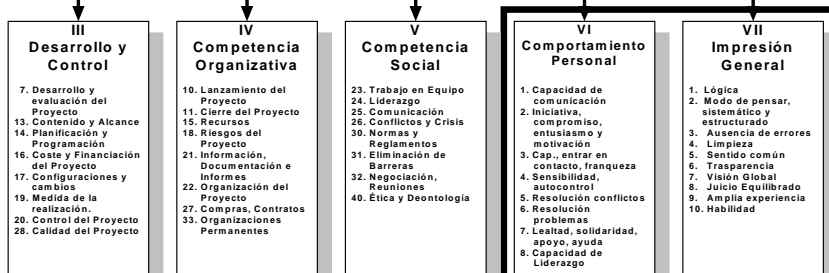 III
Desarrollo y
Control
7. Desarrollo y
evaluación del
Proyecto
13. Contenido y Alcance
14. Planificación y
Programación
16. Coste y Financiación
del Proyecto
17. Configuraciones y
cambios
19. Medida de la
realización.
20. Control del Proyecto
28. Calidad del Proyecto
IV
Competencia
Organizativa
10. Lanzamiento del
Proyecto
11. Cierre del Proyecto
15. Recursos
18. Riesgos del
Proyecto
21. Información,
Documentación e
Informes
22. Organización del
Proyecto
27. Compras, Contratos
33. Organizaciones
Permanentes
V
Competencia
Social
23. Trabajo en Equipo
24. Liderazgo
25. Comunicación
26. Conflictos y Crisis
30. Normas y
Reglamentos
31. Eliminación de
Barreras
32. Negociación,
Reuniones
40. Ética y Deontología
VI
Comportamiento
Personal
1. Capacidad de
comunicación
2. Iniciativa,
compromiso,
entusiasmo y
motivación
3. Cap., entrar en
contacto, franqueza
4. Sensibilidad,
autocontrol
5. Resolución conflictos
6. Resolución
problemas
7. Lealtad, solidaridad,
apoyo, ayuda
8. Capacidad de
Liderazgo
VII
Impresión
General
1. Lógica
2. Modo de pensar,
sistemático y
estructurado
3. Ausencia de errores
4. Limpieza
5. Sentido común
6. Trasparencia
7. Visión Global
8. Juicio Equilibrado
9. Amplia experiencia
10. Habilidad